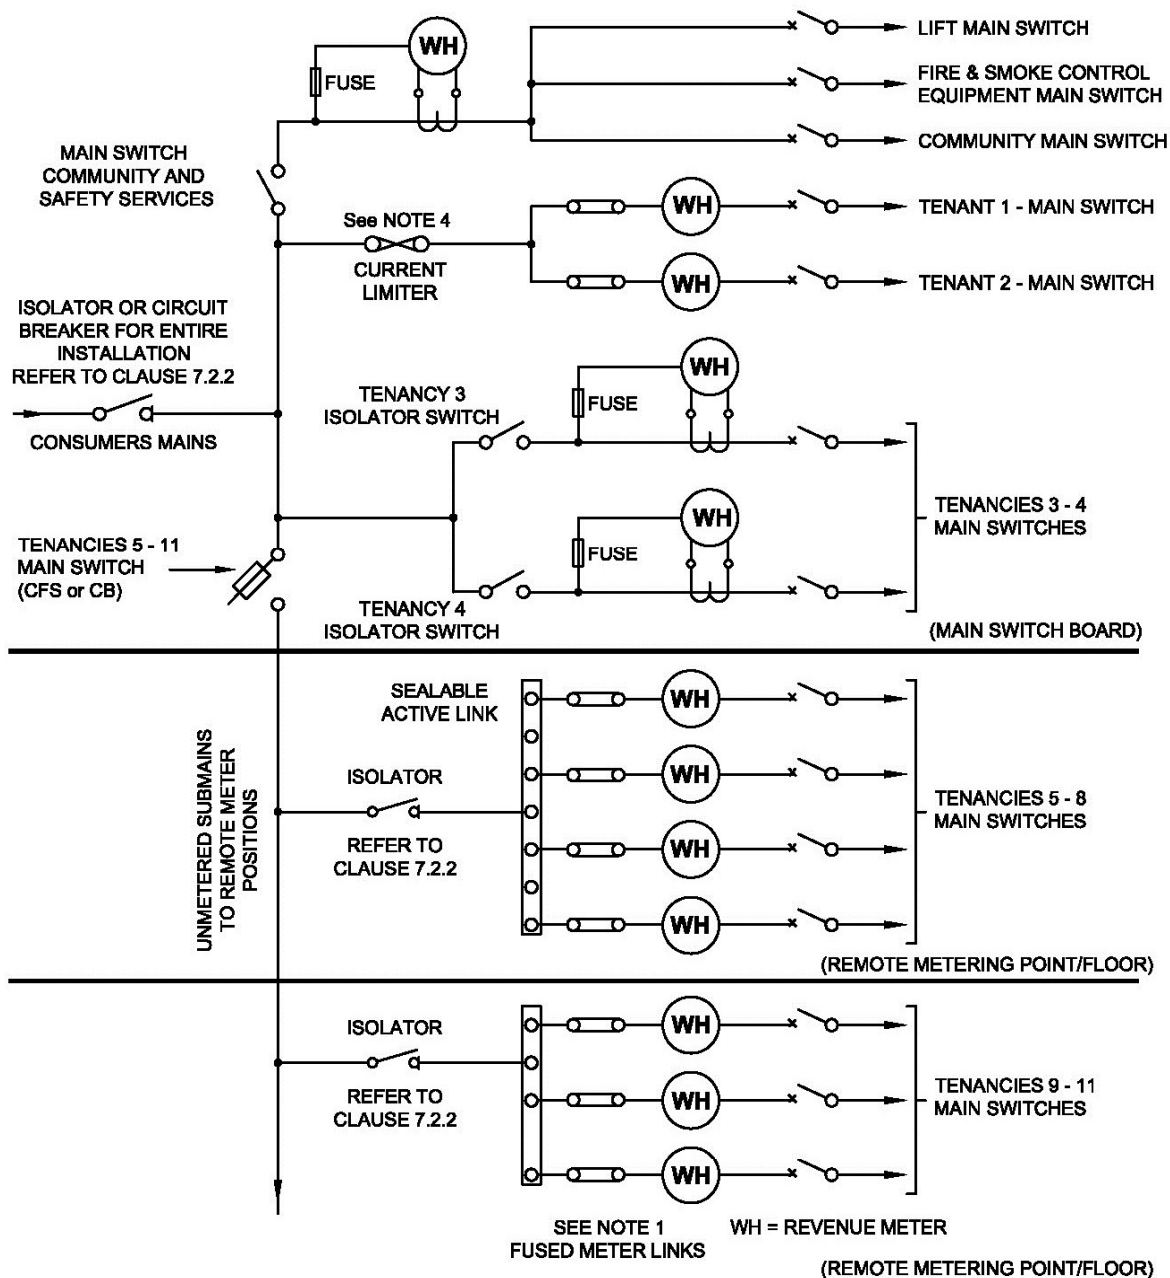 WH
LIFT MAIN SWITCH
FUSE
FIRE & SMOKE CONTROL
EQUIPMENT MAIN SWITCH
COMMUNITY MAIN SWITCH
MAIN SWITCH
COMMUNITY AND
SAFETY SERVICES
See NOTE 4
CURRENT
LIMITER
WH
TENANT 1 - MAIN SWITCH
WH
TENANT 2 - MAIN SWITCH
ISOLATOR OR CIRCUIT
BREAKER FOR ENTIRE
INSTALLATION
REFER TO CLAUSE 7.2.2
CONSUMERS MAINS
TENANCY 3
ISOLATOR SWITCH
FUSE
WH
TENANCIES 3 - 4
MAIN SWITCHES
TENANCIES 5 - 11
MAIN SWITCH
(CFS or CB)
FUSE
WH
TENANCY 4
ISOLATOR SWITCH
(MAIN SWITCH BOARD)
SEALABLE
ACTIVE LINK
WH
WH
WH
WH
UNMETERED SUBMAINS
TO REMOTE METER
POSITIONS
ISOLATOR
REFER TO
CLAUSE 7.2.2
TENANCIES 5 - 8
MAIN SWITCHES
(REMOTE METERING POINT/FLOOR)
ISOLATOR
REFER TO
CLAUSE 7.2.2
WH
WH
WH
TENANCIES 9 - 11
MAIN SWITCHES
SEE NOTE 1
FUSED METER LINKS
WH = REVENUE METER
(REMOTE METERING POINT/FLOOR)